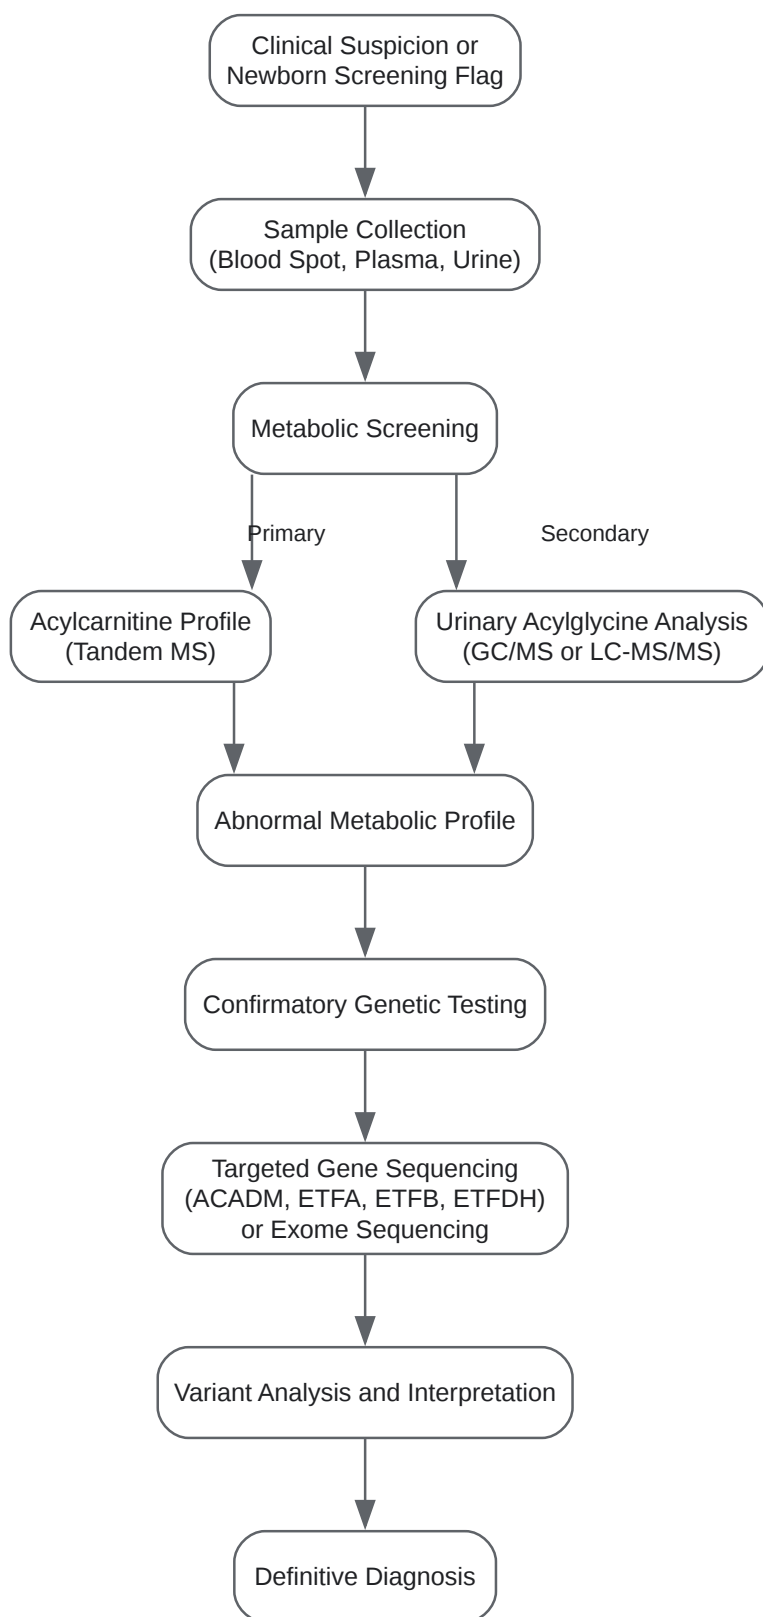 Clinical Suspicion or
Newborn Screening Flag
Sample Collection
(Blood Spot, Plasma, Urine)
Metabolic Screening
Primary
Secondary
Acylcarnitine Profile
(Tandem MS)
Urinary Acylglycine Analysis
(GC/MS or LC-MS/MS)
Abnormal Metabolic Profile
Confirmatory Genetic Testing
Targeted Gene Sequencing
(ACADM, ETFA, ETFB, ETFDH)
or Exome Sequencing
Variant Analysis and Interpretation
Definitive Diagnosis